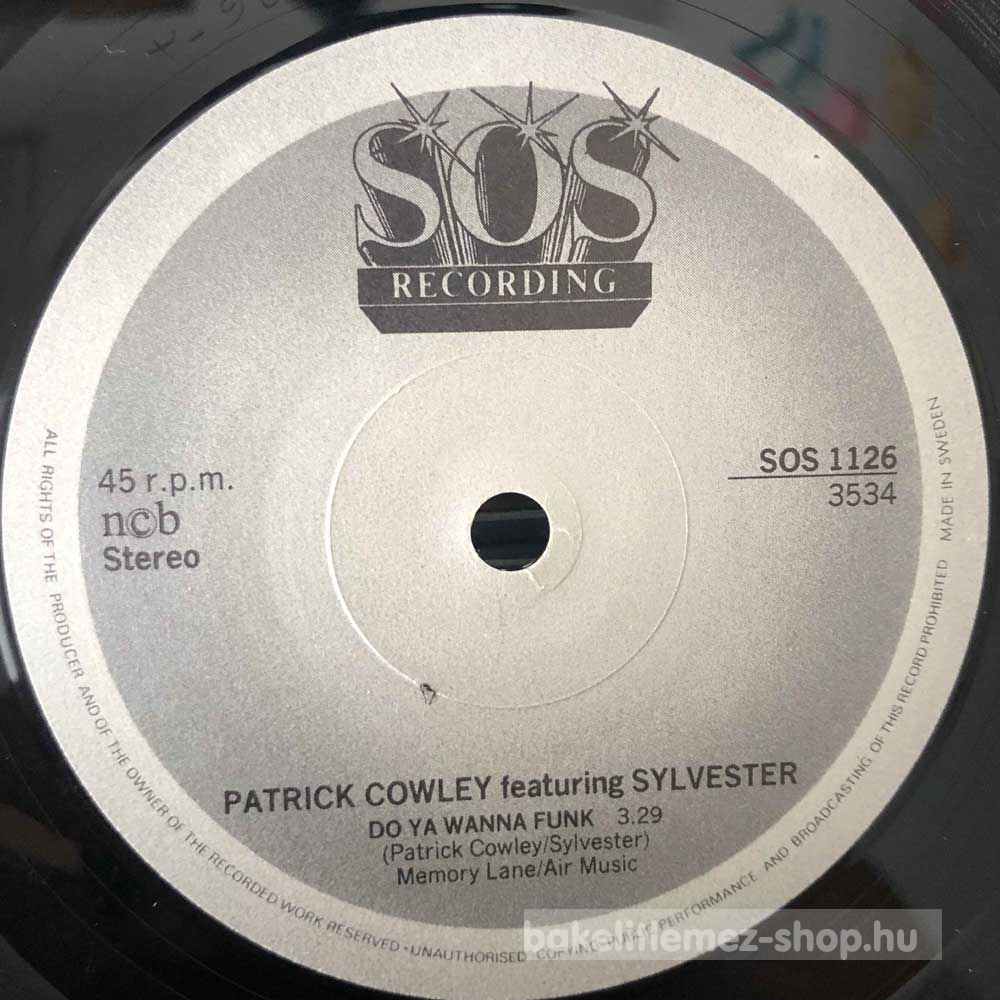 SOS
RECORDING
45 r.p.m.
ncb
Stereo
SOS 1126
3534
PATRICK COWLEY featuring SYLVESTER
DO YA WANNA FUNK 3.29
(Patrick Cowley/Sylvester)
Memory Lane/Air Music
ALL RIGHTS OF THE PRODUCER AND OF THE OWNER OF THE RECORDED WORK RESERVED · UNAUTHORISED COPYING PUBLIC PERFORMANCE AND BROADCASTING OF THIS RECORD PROHIBITED MADE IN SWEDEN
bakelitlemez-shop.hu